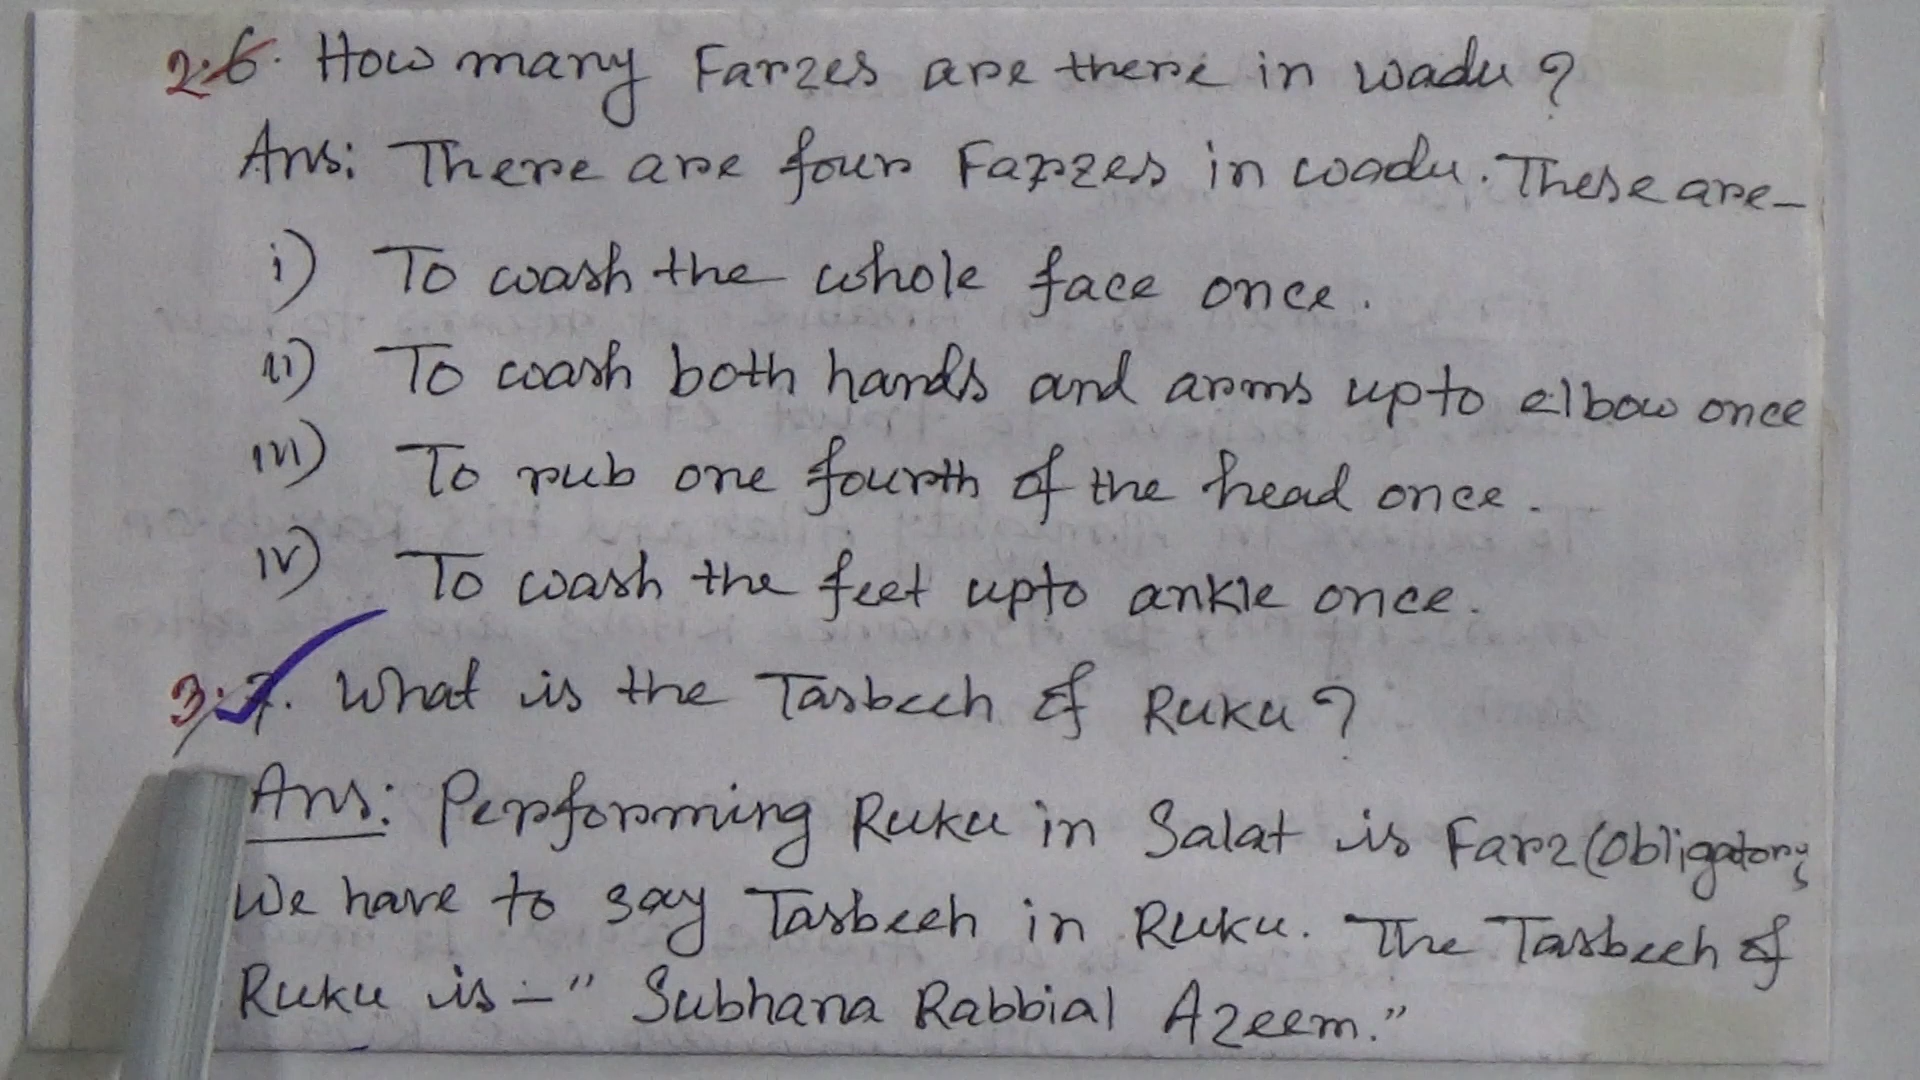 2.6. How many Farzes are there in wadu?
Ans: There are four Farzes in wadu. These are-
i) To wash the whole face once.
ii) To wash both hands and arms upto elbow once
iii) To rub one fourth of the head once.
iv) To wash the feet upto ankle once.
3.7. What is the Tasbeeh of Ruku?
Ans: Performing Ruku in Salat is Farz (Obligatory
We have to say Tasbeeh in Ruku. The Tasbeeh of
Ruku is - " Subhana Rabbial Azeem."